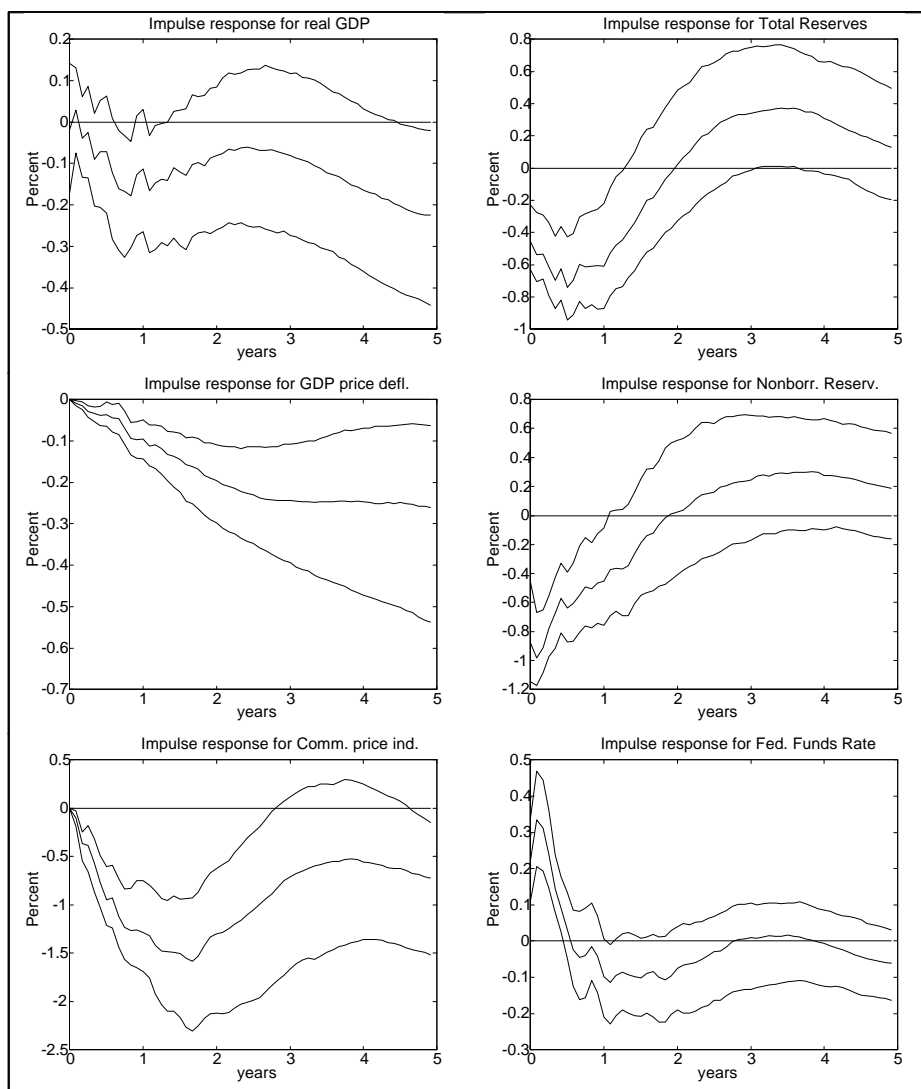 Impulse response for real GDP
0.2
0.1
0
-0.1
-0.2
-0.3
-0.4
-0.5
Percent
0 1 2 3 4 5
years
Impulse response for Total Reserves
0.8
0.6
0.4
0.2
0
-0.2
-0.4
-0.6
-0.8
-1
Percent
0 1 2 3 4 5
years
Impulse response for GDP price defl.
0
-0.1
-0.2
-0.3
-0.4
-0.5
-0.6
-0.7
Percent
0 1 2 3 4 5
years
Impulse response for Nonborr. Reserv.
0.8
0.6
0.4
0.2
0
-0.2
-0.4
-0.6
-0.8
-1
-1.2
Percent
0 1 2 3 4 5
years
Impulse response for Comm. price ind.
0.5
0
-0.5
-1
-1.5
-2
-2.5
Percent
0 1 2 3 4 5
years
Impulse response for Fed. Funds Rate
0.5
0.4
0.3
0.2
0.1
0
-0.1
-0.2
-0.3
Percent
0 1 2 3 4 5
years